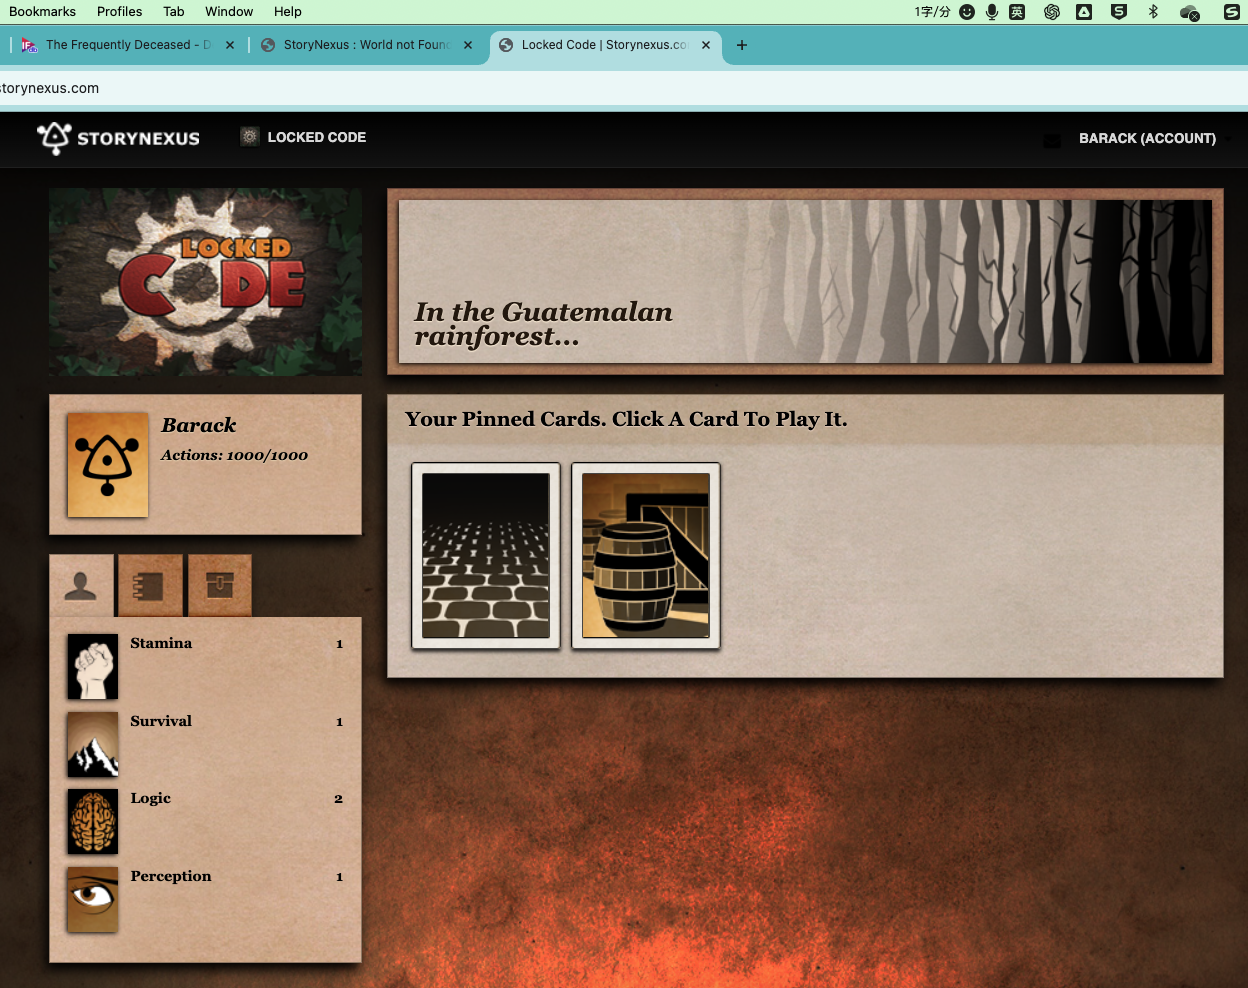 Bookmarks Profiles Tab Window Help 1字/分 英
The Frequently Deceased - D StoryNexus : World not Found Locked Code | Storynexus.co
storynexus.com
STORYNEXUS LOCKED CODE BARACK (ACCOUNT)
LOCKED
CODE
In the Guatemalan
rainforest...
Barack
Actions: 1000/1000
Your Pinned Cards. Click A Card To Play It.
Stamina 1
Survival 1
Logic 2
Perception 1